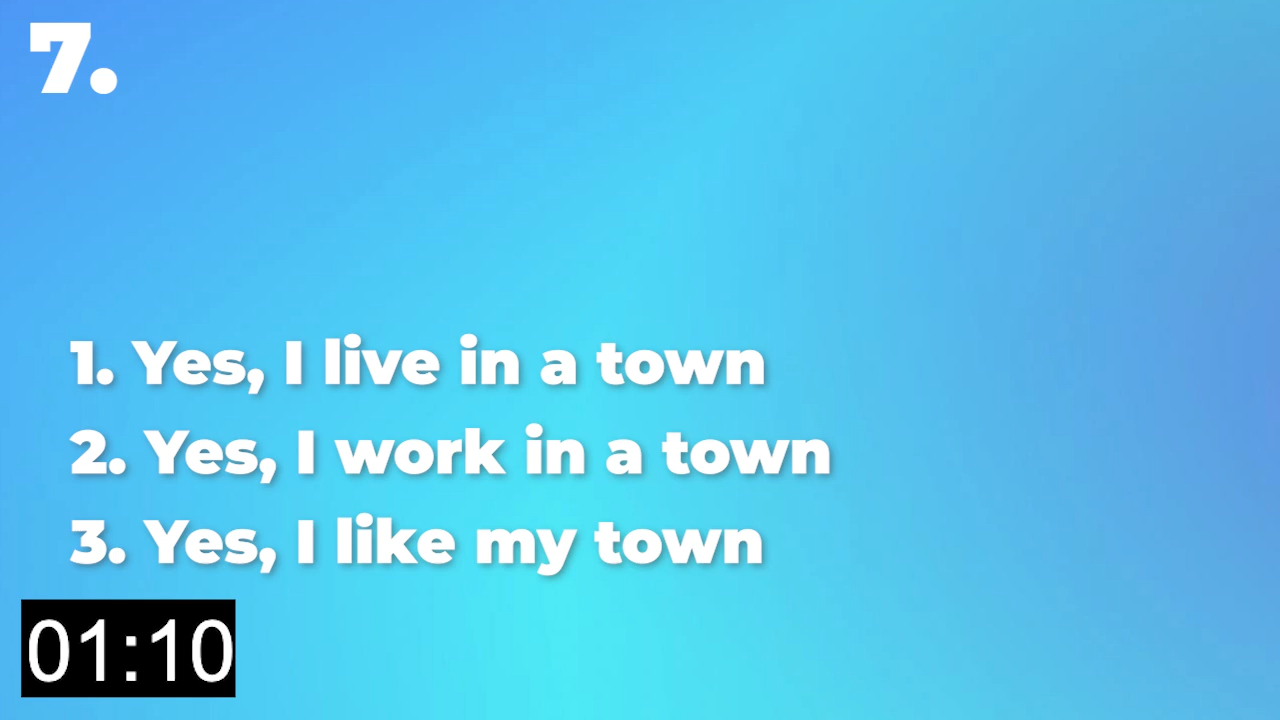 7.
1. Yes, I live in a town
2. Yes, I work in a town
3. Yes, I like my town
01:10